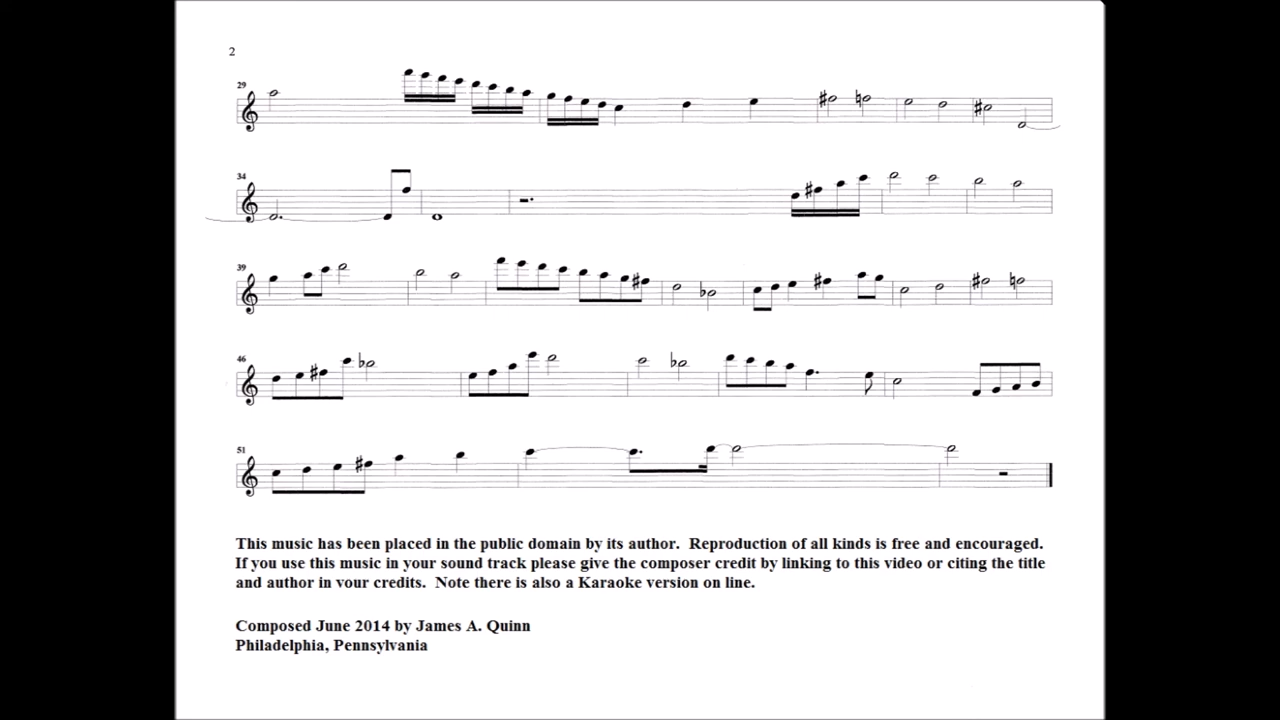 2
29
34
39
46
51
This music has been placed in the public domain by its author. Reproduction of all kinds is free and encouraged.
If you use this music in your sound track please give the composer credit by linking to this video or citing the title
and author in your credits. Note there is also a Karaoke version on line.
Composed June 2014 by James A. Quinn
Philadelphia, Pennsylvania